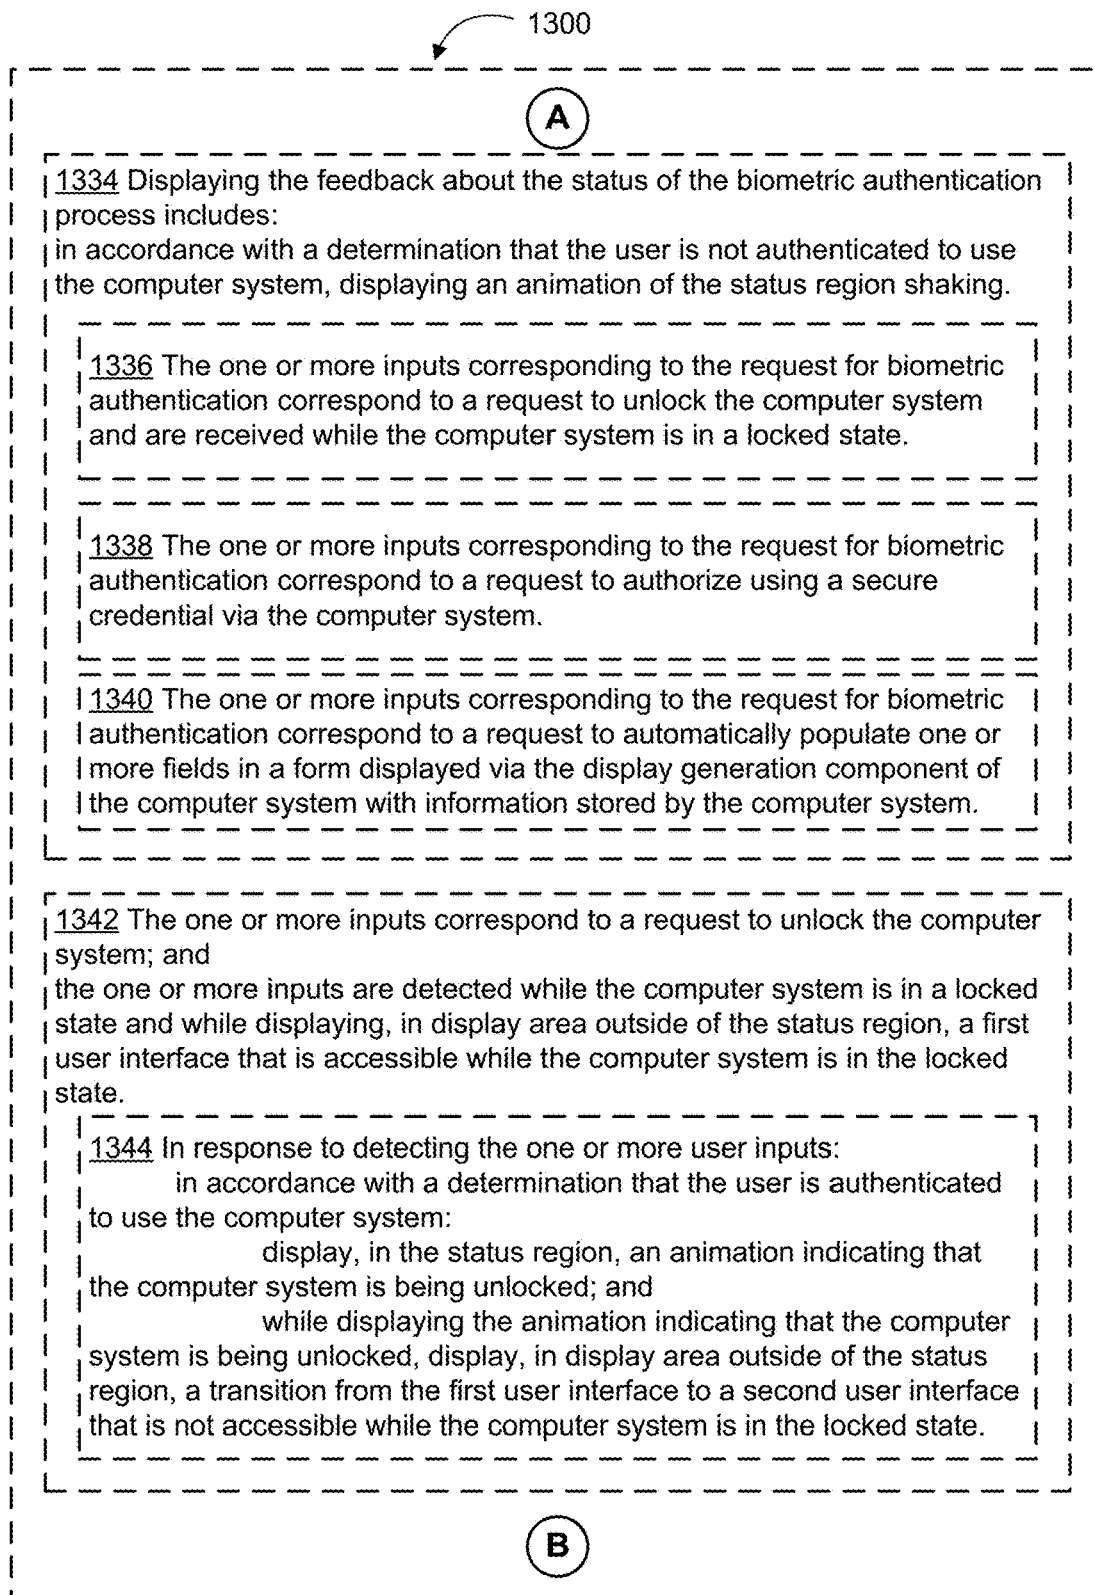 1300
A
1334 Displaying the feedback about the status of the biometric authentication
process includes:
in accordance with a determination that the user is not authenticated to use
the computer system, displaying an animation of the status region shaking.
1336 The one or more inputs corresponding to the request for biometric
authentication correspond to a request to unlock the computer system
and are received while the computer system is in a locked state.
1338 The one or more inputs corresponding to the request for biometric
authentication correspond to a request to authorize using a secure
credential via the computer system.
1340 The one or more inputs corresponding to the request for biometric
authentication correspond to a request to automatically populate one or
more fields in a form displayed via the display generation component of
the computer system with information stored by the computer system.
1342 The one or more inputs correspond to a request to unlock the computer
system; and
the one or more inputs are detected while the computer system is in a locked
state and while displaying, in display area outside of the status region, a first
user interface that is accessible while the computer system is in the locked
state.
1344 In response to detecting the one or more user inputs:
in accordance with a determination that the user is authenticated
to use the computer system:
display, in the status region, an animation indicating that
the computer system is being unlocked; and
while displaying the animation indicating that the computer
system is being unlocked, display, in display area outside of the status
region, a transition from the first user interface to a second user interface
that is not accessible while the computer system is in the locked state.
B